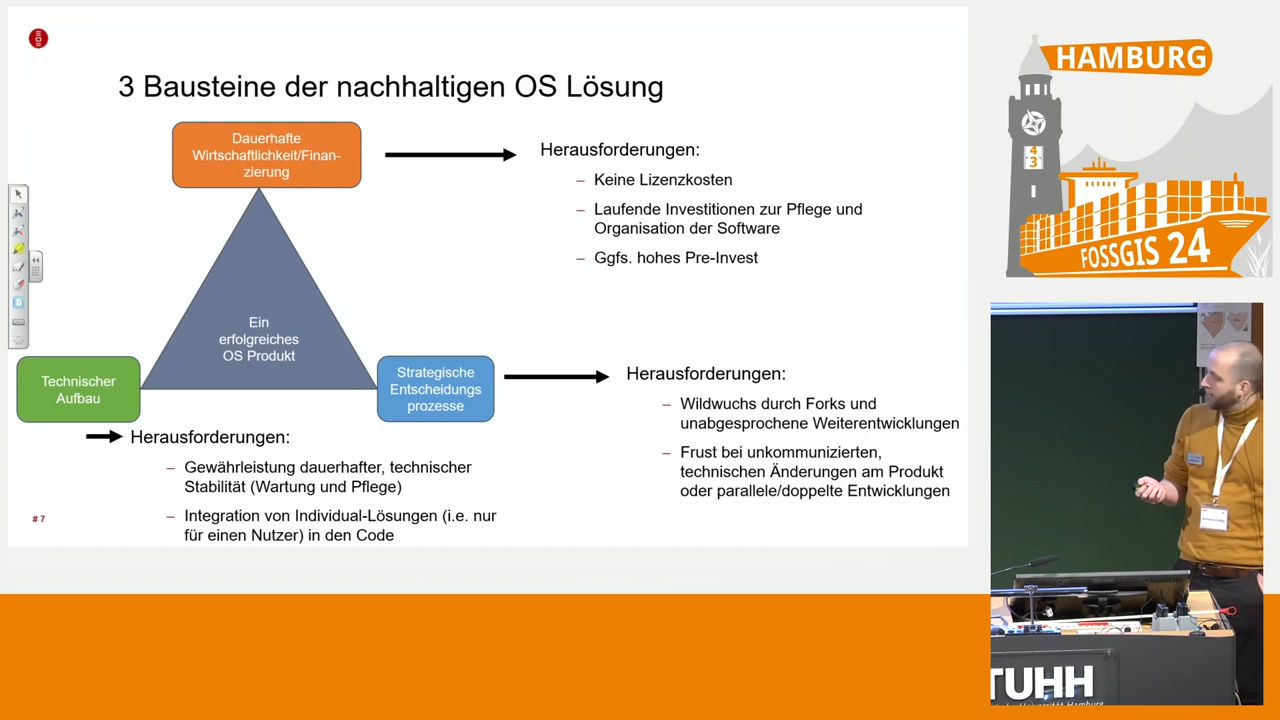 3 Bausteine der nachhaltigen OS Lösung
Dauerhafte
Wirtschaftlichkeit/Finan-
zierung
Herausforderungen:
– Keine Lizenzkosten
– Laufende Investitionen zur Pflege und
Organisation der Software
– Ggfs. hohes Pre-Invest
Ein
erfolgreiches
OS Produkt
Technischer
Aufbau
Strategische
Entscheidungs
prozesse
Herausforderungen:
– Wildwuchs durch Forks und
unabgesprochene Weiterentwicklungen
– Frust bei unkommunizierten,
technischen Änderungen am Produkt
oder parallele/doppelte Entwicklungen
Herausforderungen:
– Gewährleistung dauerhafter, technischer
Stabilität (Wartung und Pflege)
– Integration von Individual-Lösungen (i.e. nur
für einen Nutzer) in den Code
# 7
HAMBURG
4
3
FOSSGIS 24
TUHH